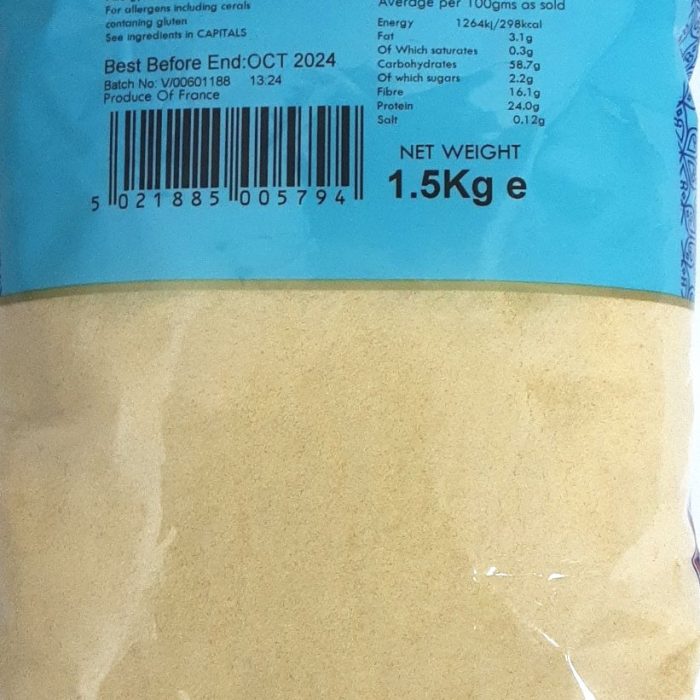 For allergens including cerals
contaning gluten
See ingredients in CAPITALS
Best Before End:OCT 2024
Batch No: V/00601188 13:24
Produce Of France
5 021885 005794
Average per 100gms as sold
Energy 1264kj/298kcal
Fat 3.1g
Of Which saturates 0.3g
Carbohydrates 58.7g
Of which sugars 2.2g
Fibre 16.1g
Protein 24.0g
Salt 0.12g
NET WEIGHT
1.5Kg e